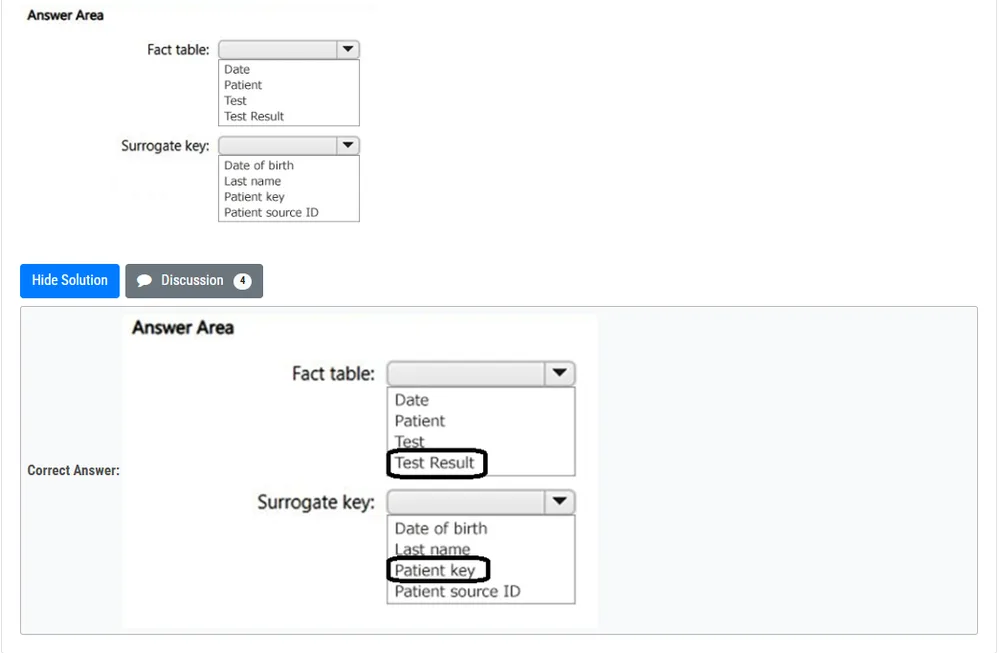 Answer Area
Fact table:
Date
Patient
Test
Test Result
Surrogate key:
Date of birth
Last name
Patient key
Patient source ID
Hide Solution
Discussion 4
Correct Answer:
Answer Area
Fact table:
Date
Patient
Test
Test Result
Surrogate key:
Date of birth
Last name
Patient key
Patient source ID